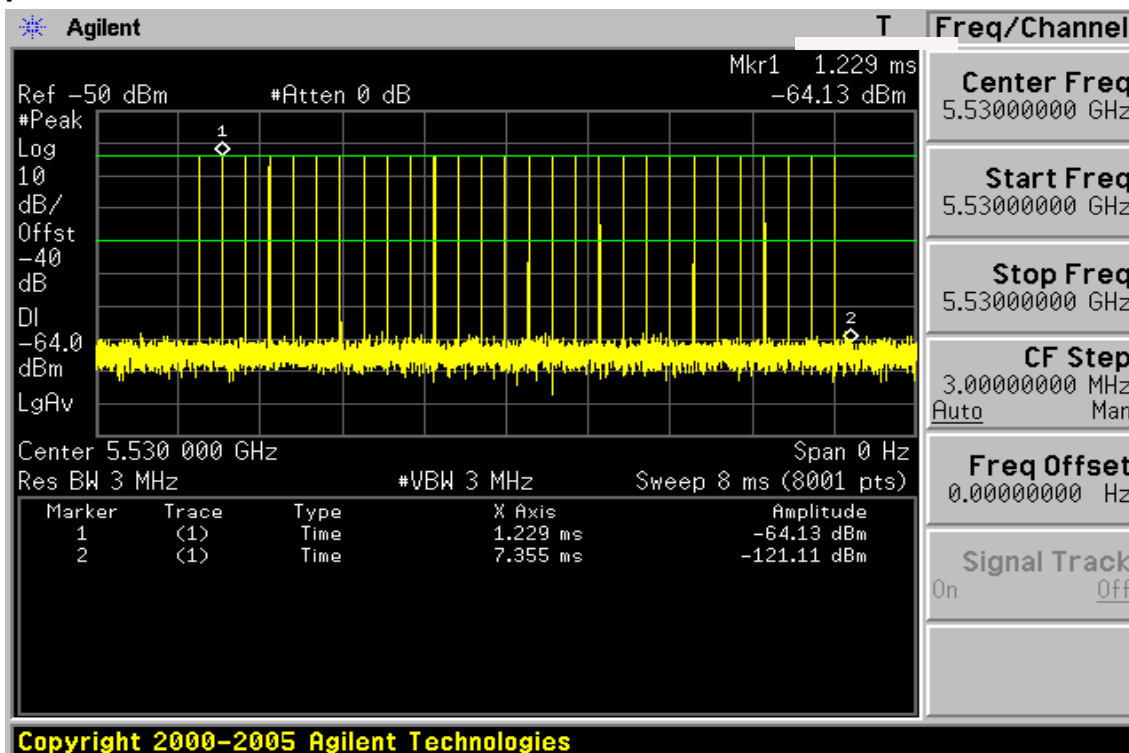 Agilent T Freq/Channel
Mkr1 1.229 ms
Ref -50 dBm #Atten 0 dB -64.13 dBm
#Peak
Log
10
dB/
Offst
-40
dB
DI
-64.0
dBm
LgAv
1
2
Center 5.530 000 GHz Span 0 Hz
Res BW 3 MHz #VBW 3 MHz Sweep 8 ms (8001 pts)
Marker Trace Type X Axis Amplitude
1 (1) Time 1.229 ms -64.13 dBm
2 (1) Time 7.355 ms -121.11 dBm
Center Freq
5.53000000 GHz
Start Freq
5.53000000 GHz
Stop Freq
5.53000000 GHz
CF Step
3.00000000 MHz
Auto Man
Freq Offset
0.00000000 Hz
Signal Track
On Off
Copyright 2000-2005 Agilent Technologies